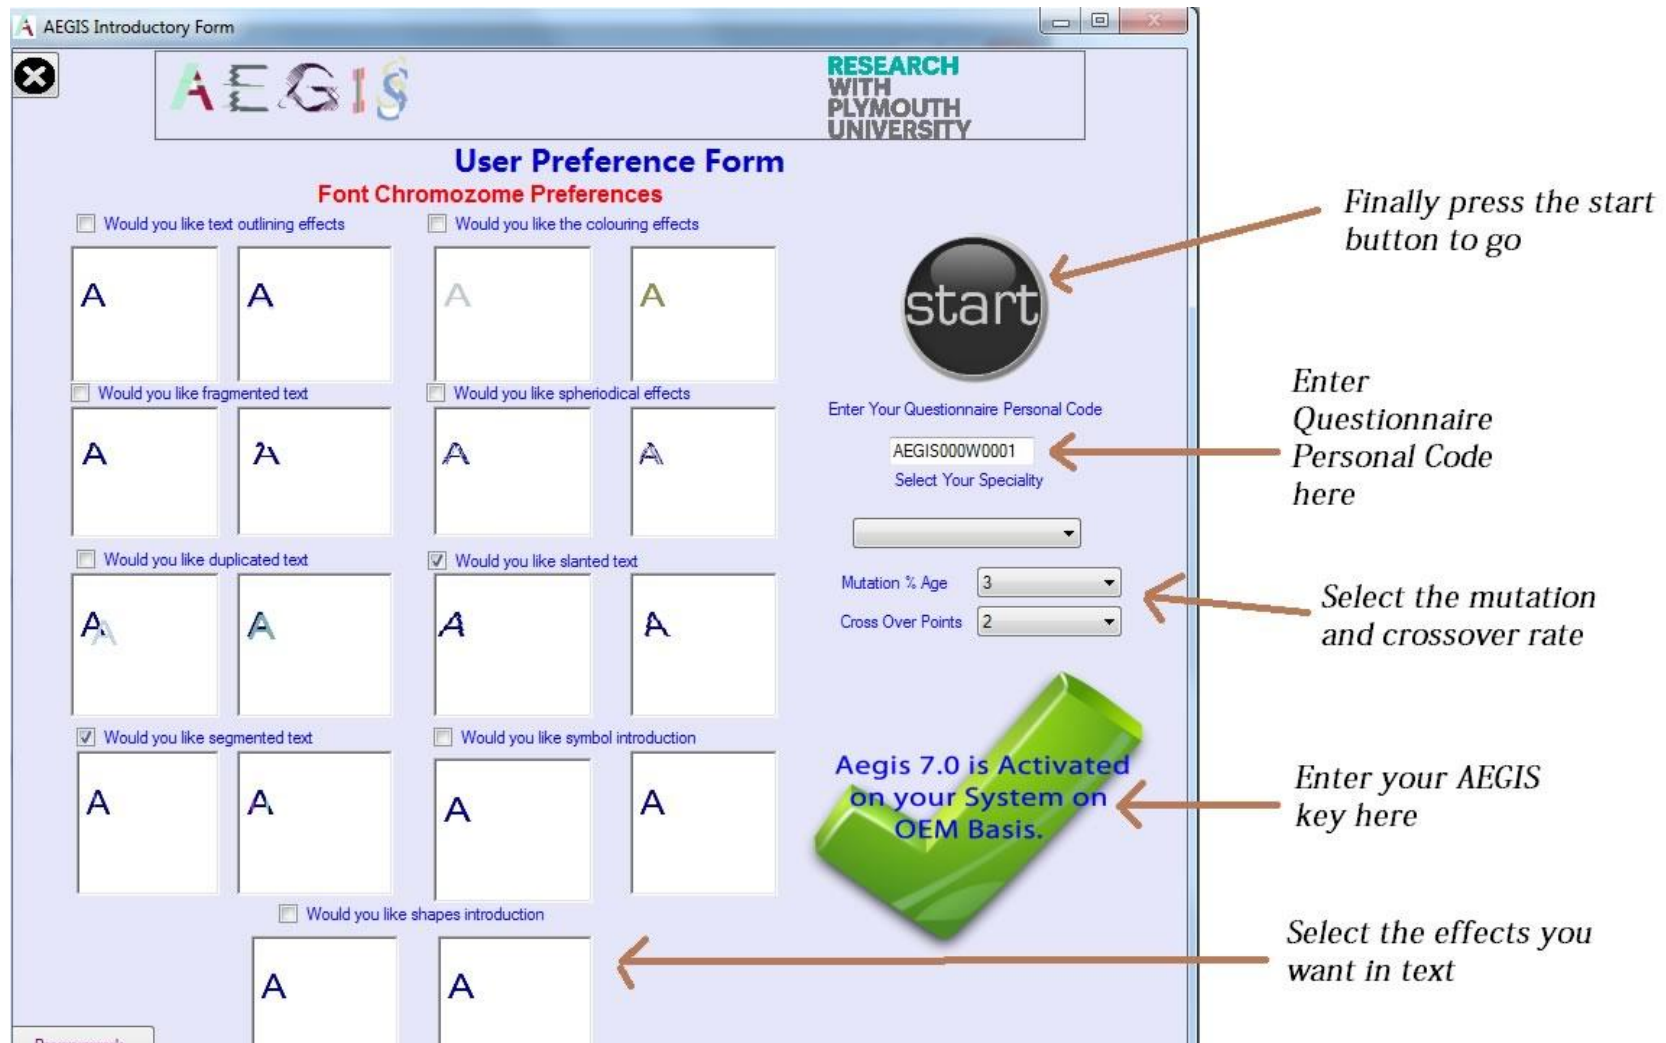 AEGIS Introductory Form
AEGIS
RESEARCH
WITH
PLYMOUTH
UNIVERSITY
User Preference Form
Font Chromozome Preferences
Would you like text outlining effects
Would you like the colouring effects
A
A
A
A
Would you like fragmented text
Would you like spheriodical effects
A
A
A
A
Would you like duplicated text
Would you like slanted text
A
A
A
A
Would you like segmented text
Would you like symbol introduction
A
A
A
A
Would you like shapes introduction
A
A
start
Enter Your Questionnaire Personal Code
AEGIS000W0001
Select Your Speciality
Mutation % Age
3
Cross Over Points
2
Aegis 7.0 is Activated
on your System on
OEM Basis.
Finally press the start
button to go
Enter
Questionnaire
Personal Code
here
Select the mutation
and crossover rate
Enter your AEGIS
key here
Select the effects you
want in text